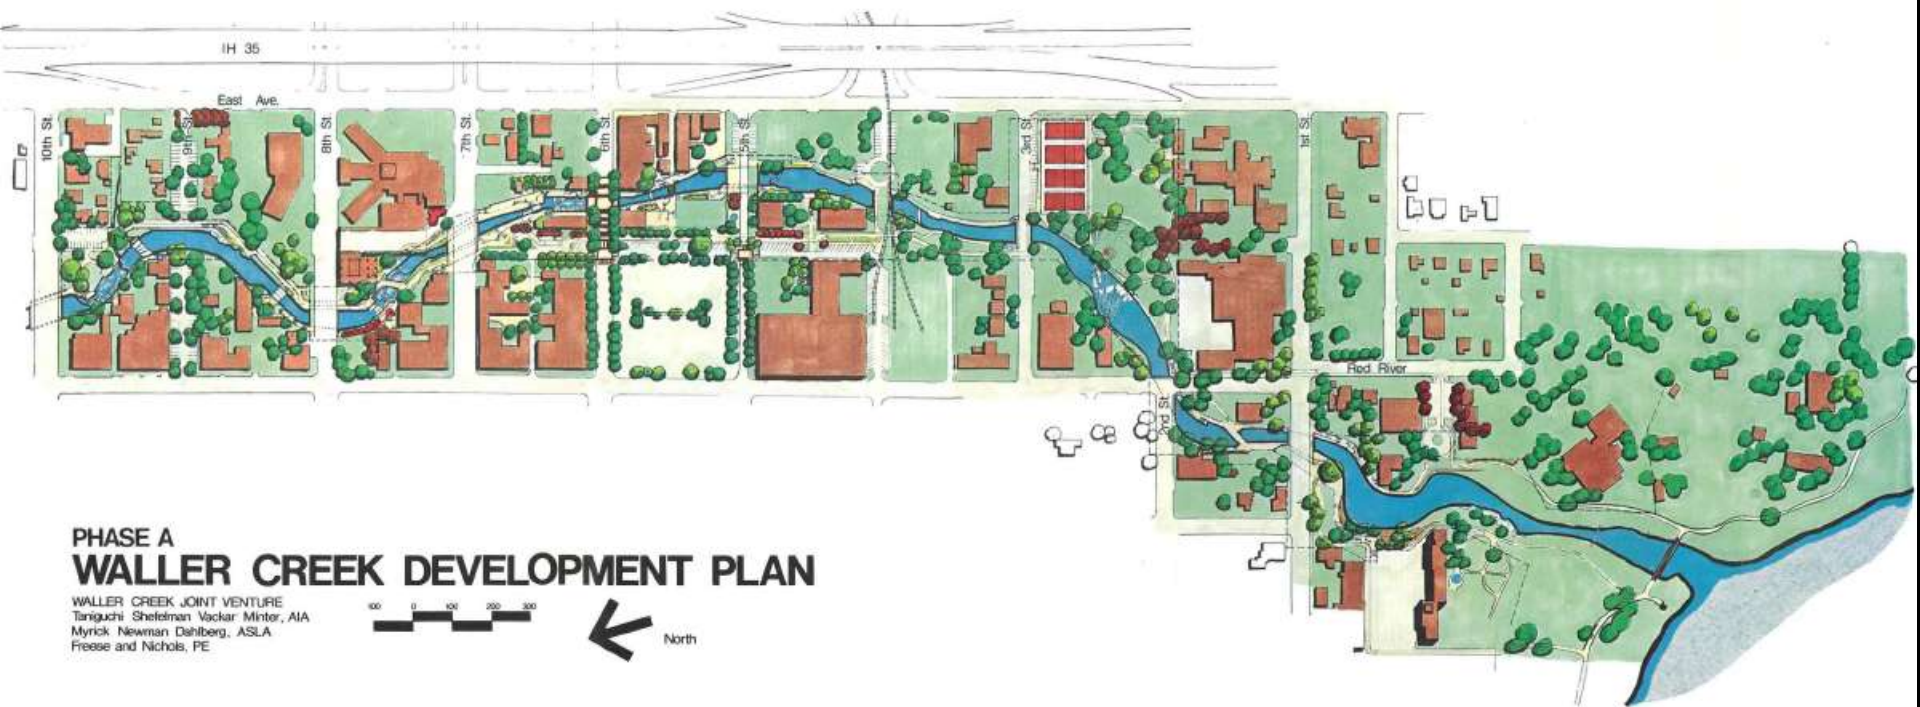 IH 35
East Ave.
10th St.
9th St.
8th St.
7th St.
6th St.
5th St.
3rd St.
1st St.
Red River
2nd St.
PHASE A
WALLER CREEK DEVELOPMENT PLAN
WALLER CREEK JOINT VENTURE
Taniguchi Shefelman Vackar Minter, AIA
Myrick Newman Dahlberg, ASLA
Freese and Nichols, PE
100 0 100 200 300
North